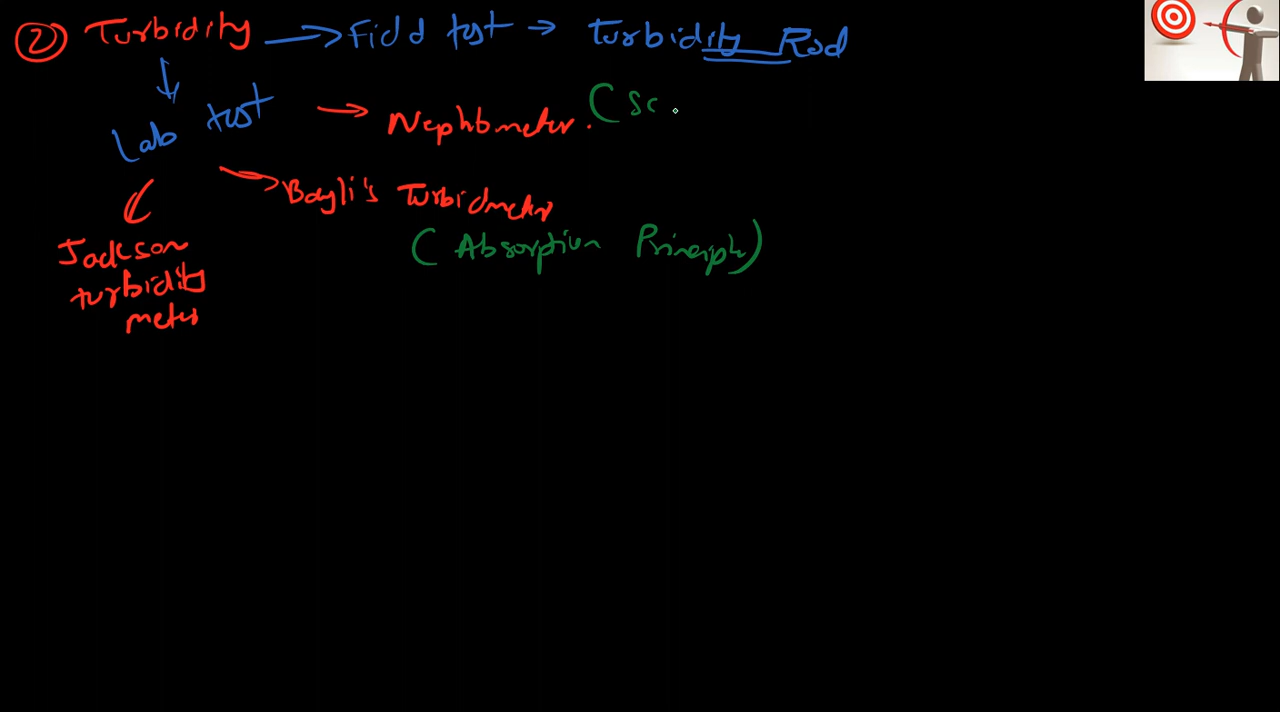 ② Turbidity → Field test → Turbidity Rod
Lab test → Nephlometer. (Sc
→ Bayli's Turbidmeter
(Absorption Principle)
Jackson
turbidity
meter